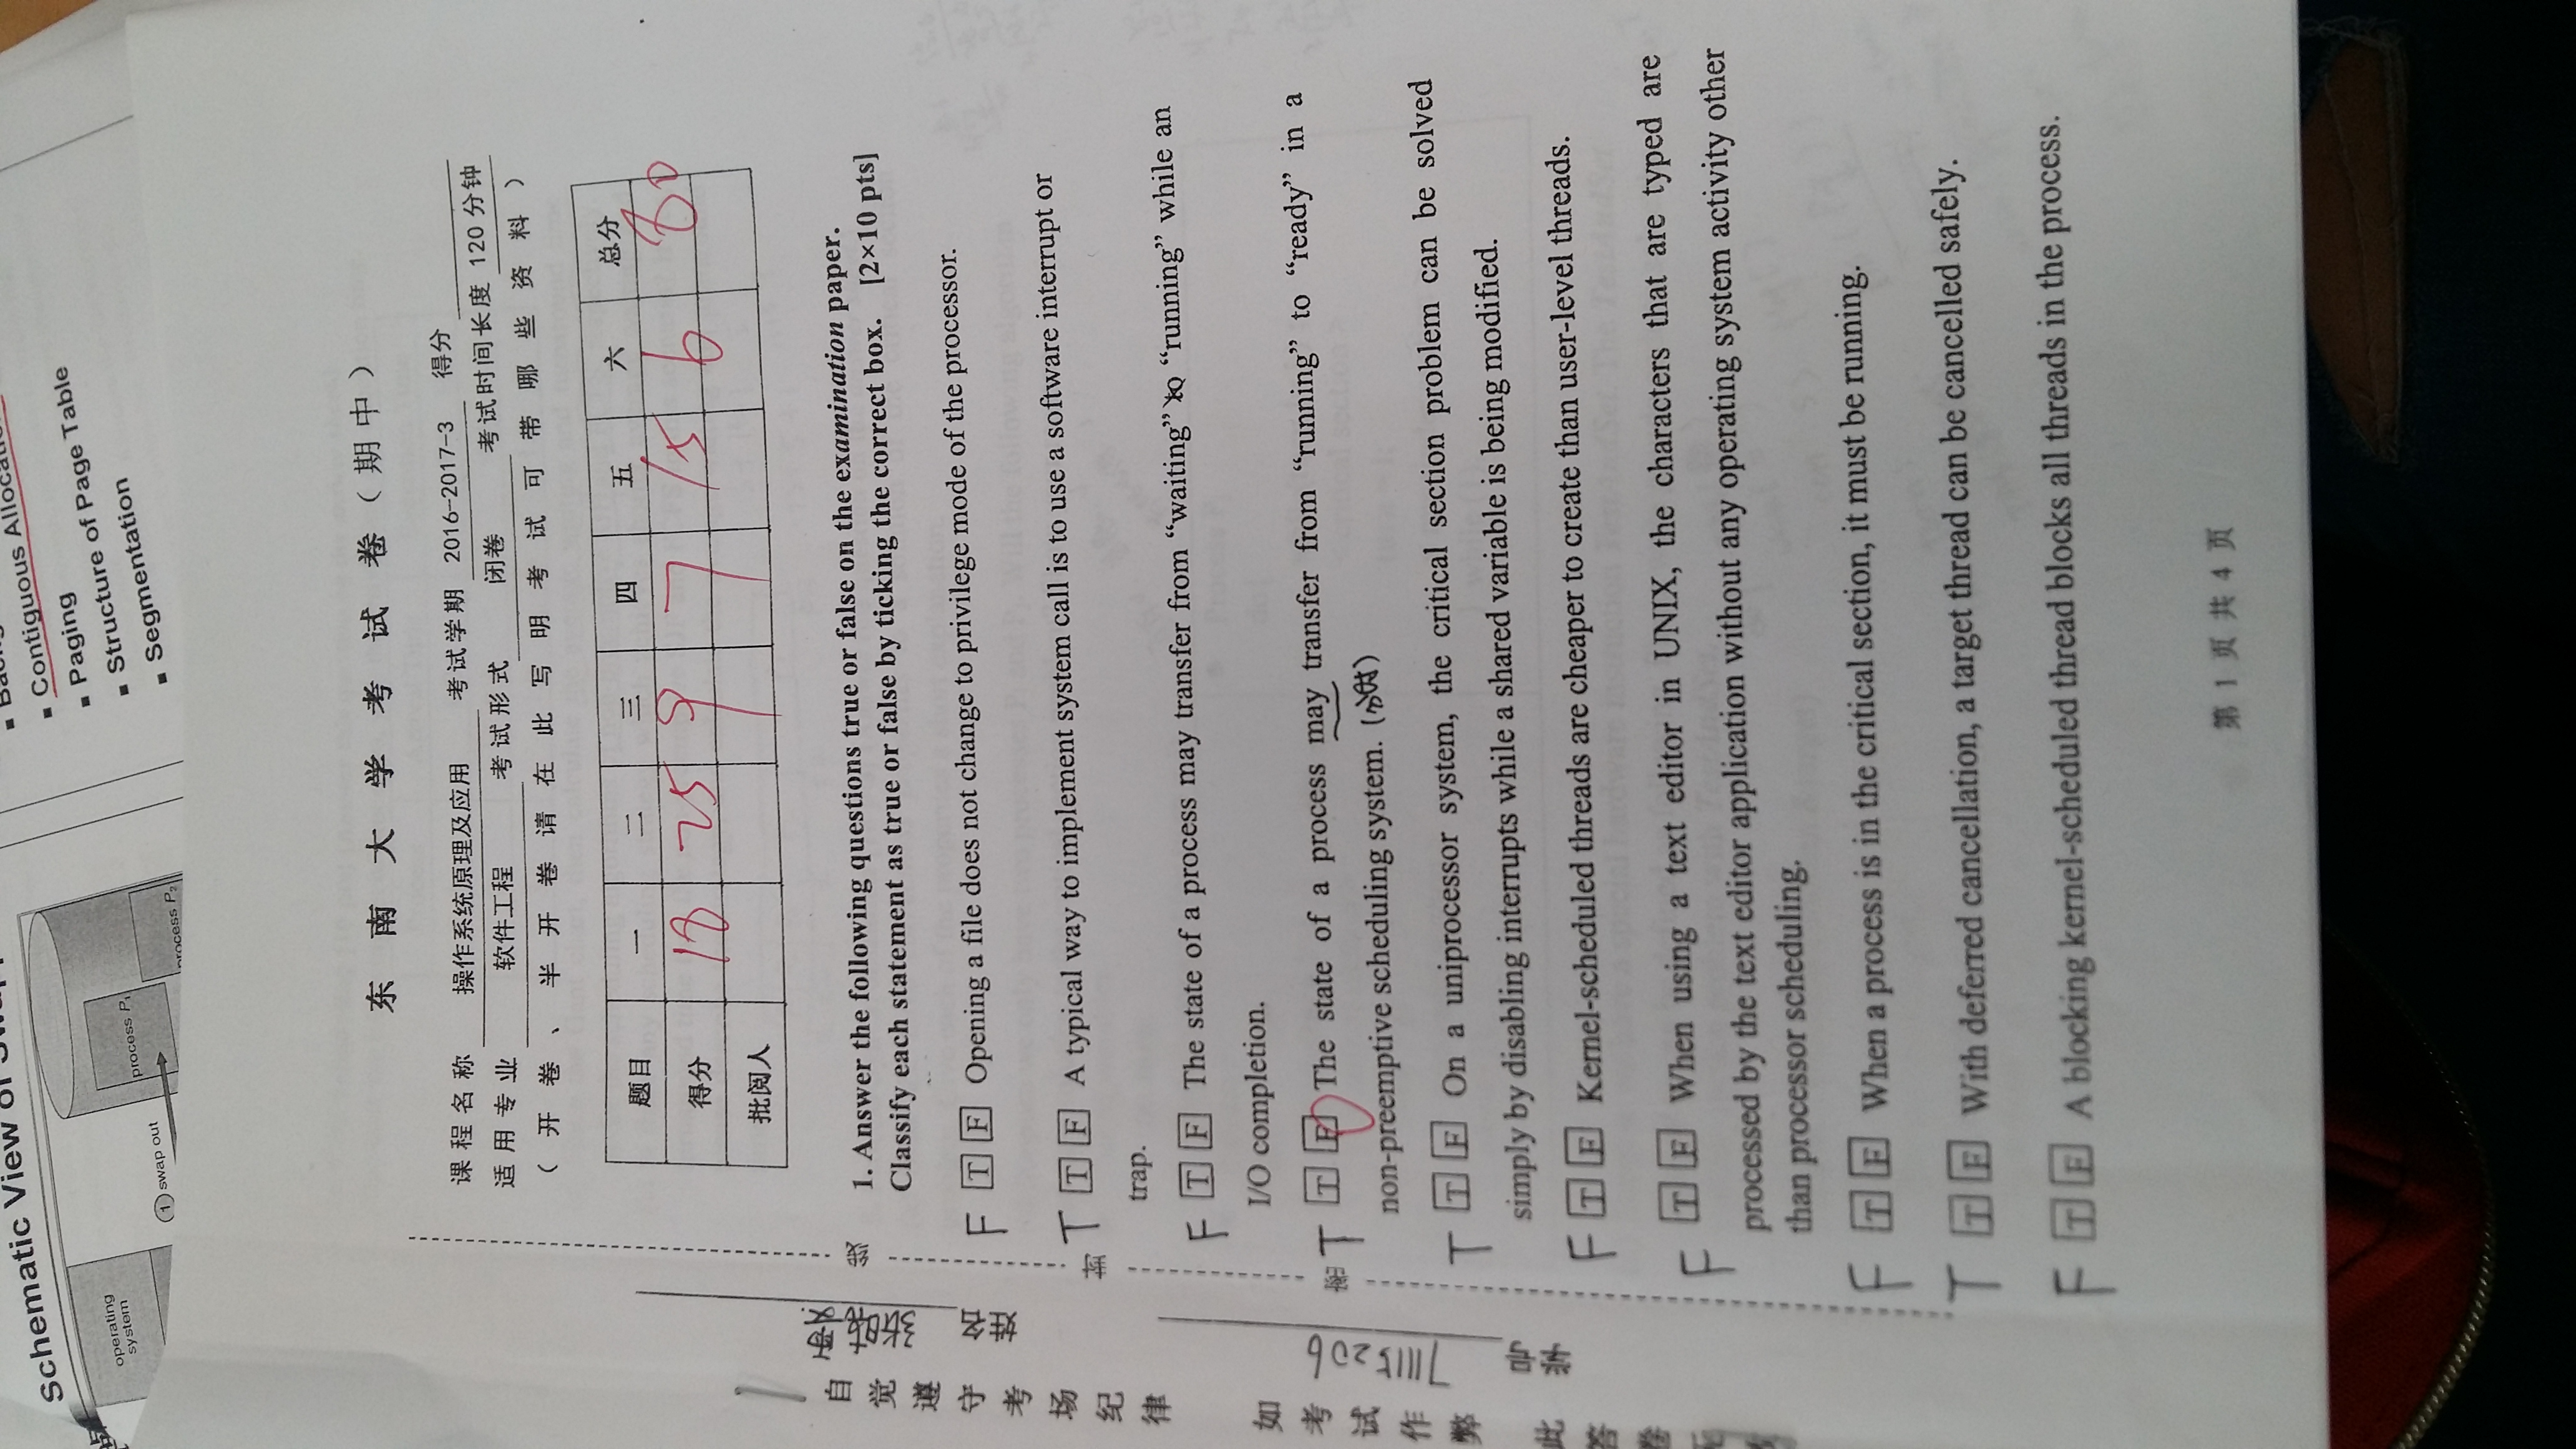 Schematic View of Swapp
operating
system
① swap out
process P₁
process P₂
▪ Contiguous Allocatio
▪ Paging
▪ Structure of Page Table
▪ Segmentation
东 南 大 学 考 试 卷（期中）
课程名称 操作系统原理及应用 考试学期 2016-2017-3 得分
适用专业 软件工程 考试形式 闭卷 考试时间长度 120 分钟
（开卷、半开卷请在此写明考试可带哪些资料）
题目 一 二 三 四 五 六 总分
得分 18 25 9 7 15 6 80
批阅人
自觉遵守考场纪律 如考试作弊 此答卷无
姓名
学号 90251117
密 封 线
1. Answer the following questions true or false on the examination paper.
Classify each statement as true or false by ticking the correct box. [2×10 pts]
F T F Opening a file does not change to privilege mode of the processor.
T T F A typical way to implement system call is to use a software interrupt or
trap.
F T F The state of a process may transfer from “waiting” to “running” while an
I/O completion.
T T F The state of a process may transfer from “running” to “ready” in a
non-preemptive scheduling system. (分时)
T T F On a uniprocessor system, the critical section problem can be solved
simply by disabling interrupts while a shared variable is being modified.
F T F Kernel-scheduled threads are cheaper to create than user-level threads.
F T F When using a text editor in UNIX, the characters that are typed are
processed by the text editor application without any operating system activity other
than processor scheduling.
F T F When a process is in the critical section, it must be running.
T T F With deferred cancellation, a target thread can be cancelled safely.
F T F A blocking kernel-scheduled thread blocks all threads in the process.
第 1 页 共 4 页